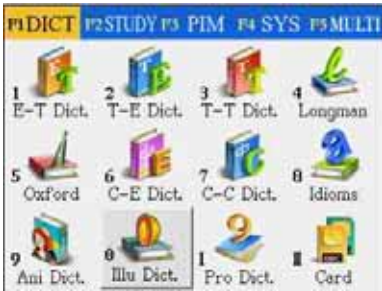 F1 DICT F2 STUDY F3 PIM F4 SYS F5 MULTI
1 2 3 4
E-T Dict. T-E Dict. T-T Dict. Longman
5 6 7 8
Oxford C-E Dict. C-C Dict. Idioms
9 0
Ani Dict. Illu Dict. Pro Dict. Card